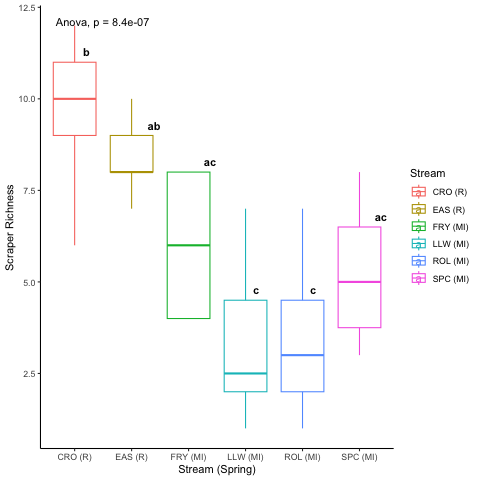 Anova, p = 8.4e-07
12.5
10.0
7.5
5.0
2.5
Scraper Richness
b
ab
ac
c
c
ac
CRO (R) EAS (R) FRY (MI) LLW (MI) ROL (MI) SPC (MI)
Stream (Spring)
Stream
a CRO (R)
a EAS (R)
a FRY (MI)
a LLW (MI)
a ROL (MI)
a SPC (MI)